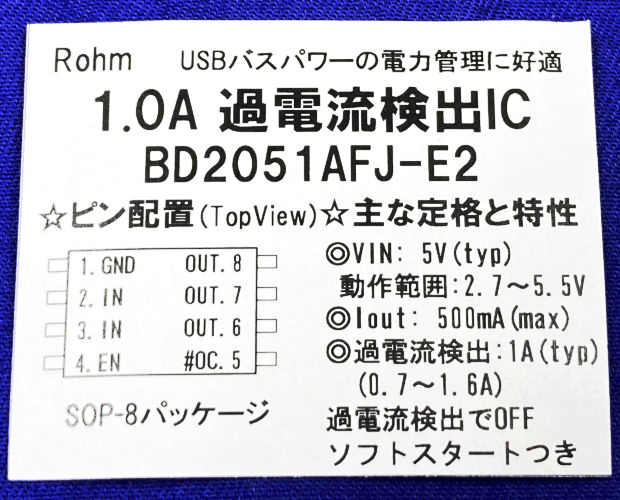 Rohm USBバスパワーの電力管理に好適
1.0A 過電流検出IC
BD2051AFJ-E2
☆ピン配置(TopView)
1.GND OUT.8
2.IN OUT.7
3.IN OUT.6
4.EN #OC.5
SOP-8パッケージ
☆主な定格と特性
◎VIN: 5V(typ)
動作範囲:2.7～5.5V
◎Iout: 500mA(max)
◎過電流検出:1A(typ)
(0.7～1.6A)
過電流検出でOFF
ソフトスタートつき